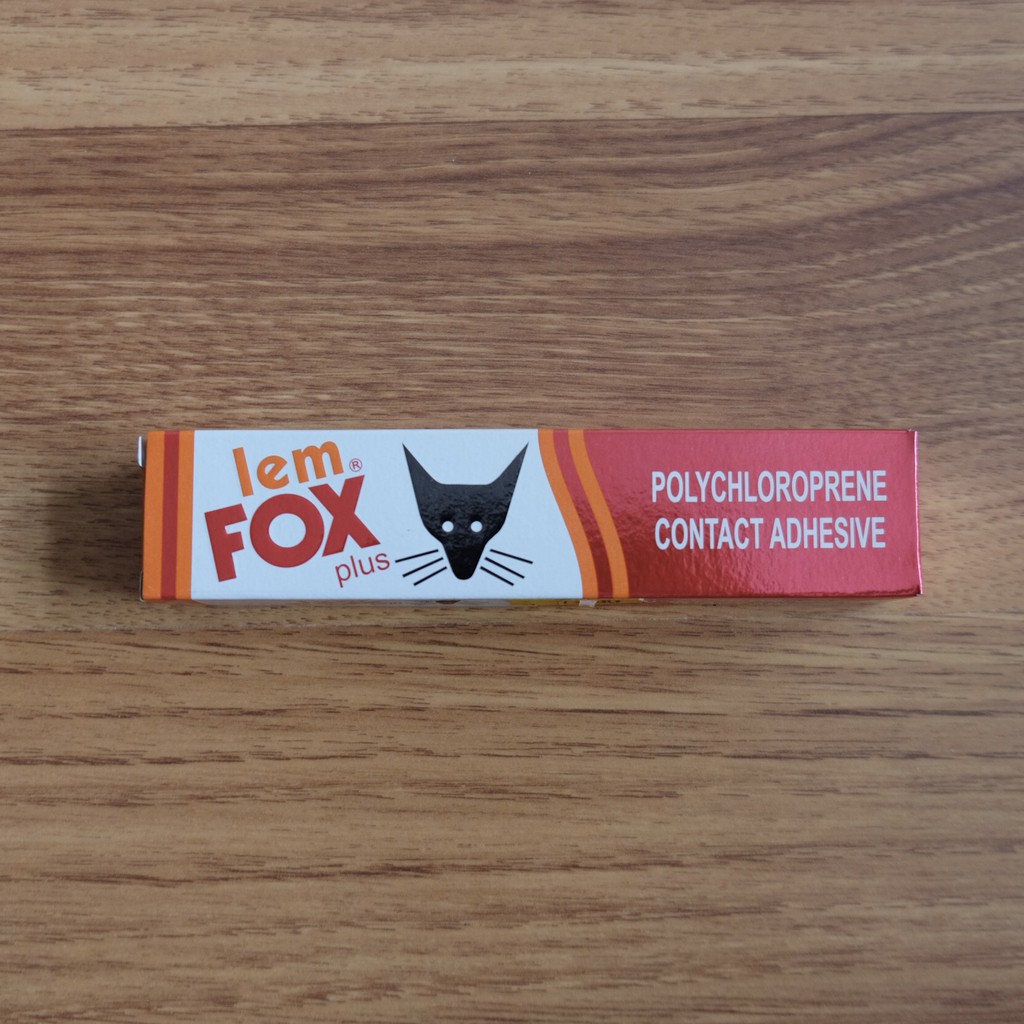 lem®
FOX
plus
POLYCHLOROPRENE
CONTACT ADHESIVE